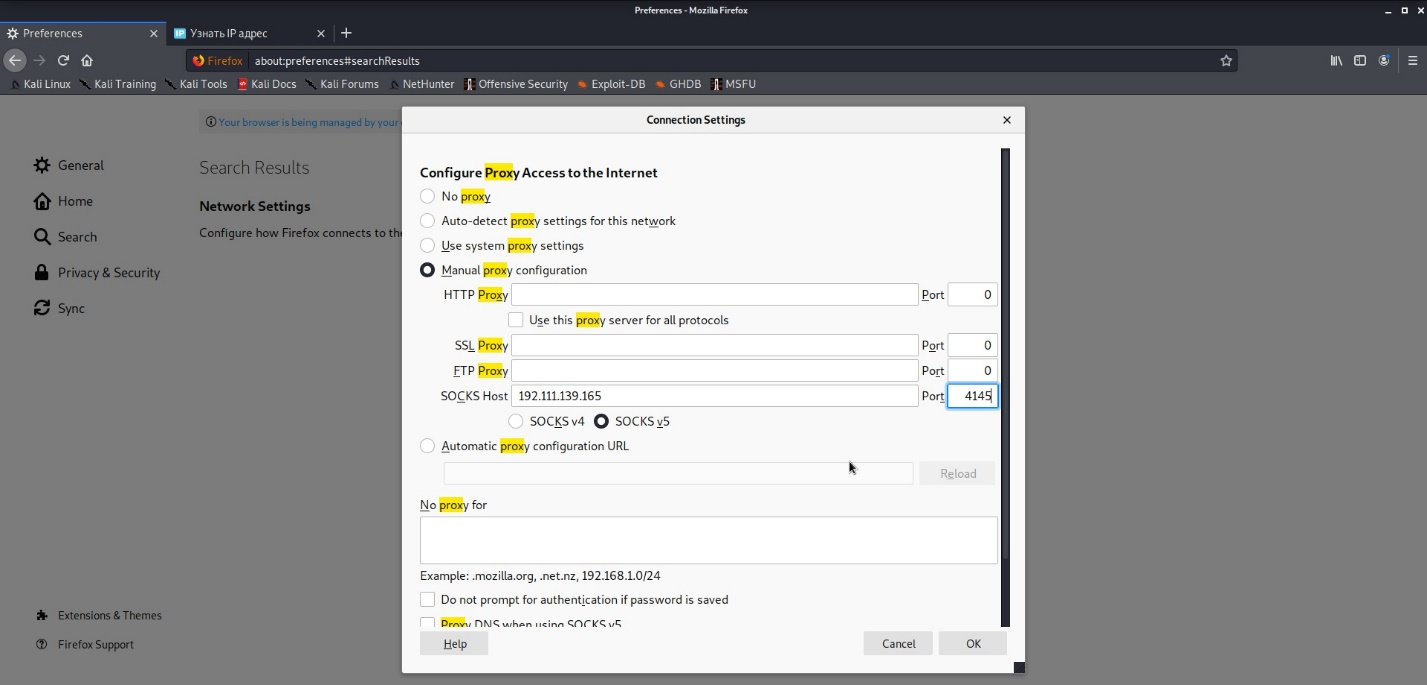 Preferences - Mozilla Firefox
Preferences
Узнать IP адрес
Firefox about:preferences#searchResults
Kali Linux Kali Training Kali Tools Kali Docs Kali Forums NetHunter Offensive Security Exploit-DB GHDB MSFU
Your browser is being managed by your
Connection Settings
General
Home
Search
Privacy & Security
Sync
Extensions & Themes
Firefox Support
Search Results
Network Settings
Configure how Firefox connects to the
Configure Proxy Access to the Internet
No proxy
Auto-detect proxy settings for this network
Use system proxy settings
Manual proxy configuration
HTTP Proxy Port 0
Use this proxy server for all protocols
SSL Proxy Port 0
FTP Proxy Port 0
SOCKS Host 192.111.139.165 Port 4145
SOCKS v4 SOCKS v5
Automatic proxy configuration URL
Reload
No proxy for
Example: .mozilla.org, .net.nz, 192.168.1.0/24
Do not prompt for authentication if password is saved
Proxy DNS when using SOCKS v5
Help Cancel OK